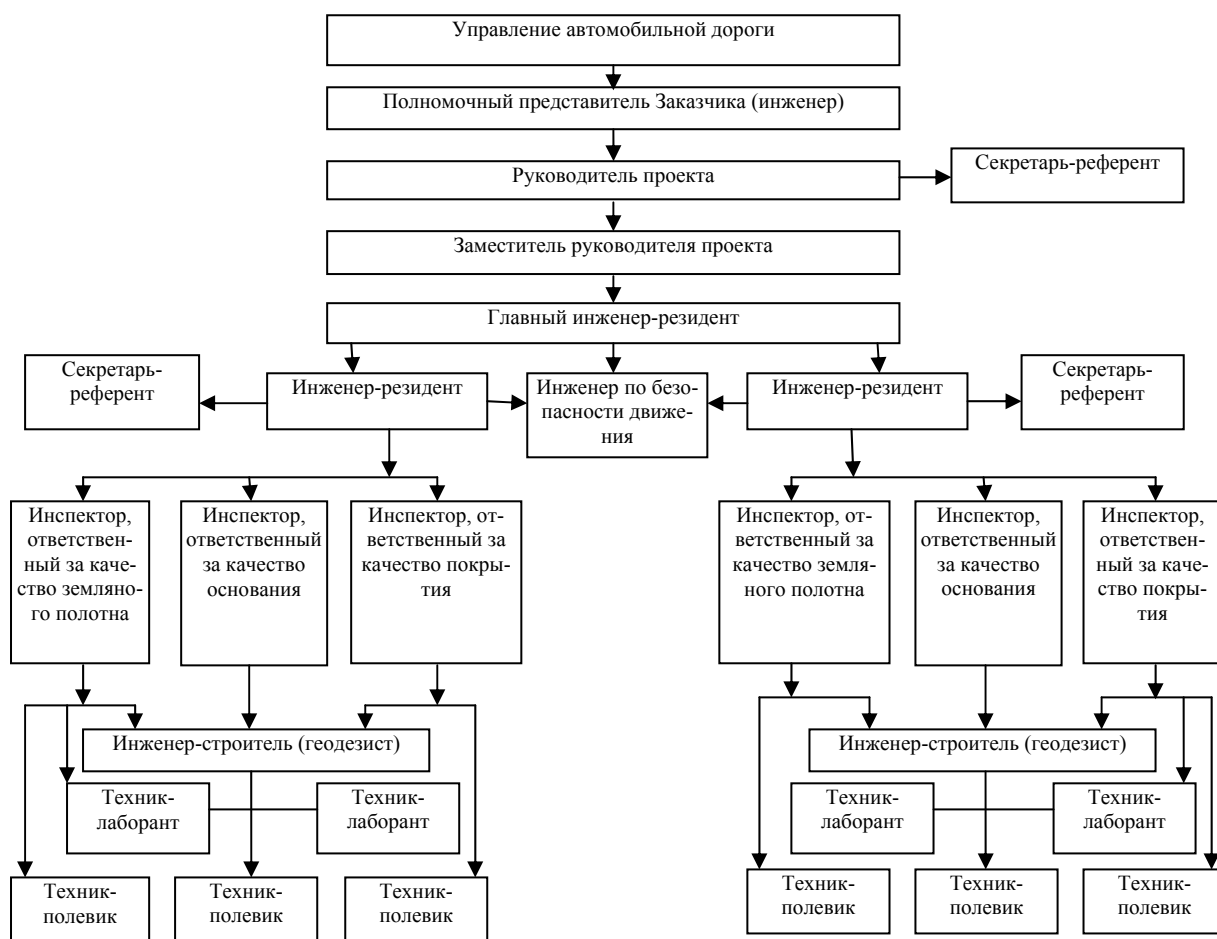 Управление автомобильной дороги
Полномочный представитель Заказчика (инженер)
Руководитель проекта
Секретарь-референт
Заместитель руководителя проекта
Главный инженер-резидент
Секретарь-
референт
Инженер-резидент
Инженер по безо-
пасности движе-
ния
Инженер-резидент
Секретарь-
референт
Инспектор,
ответствен-
ный за каче-
ство земляно-
го полотна
Инспектор,
ответственный
за качество
основания
Инспектор, от-
ветственный за
качество покры-
тия
Инспектор, от-
ветственный за
качество земля-
ного полотна
Инспектор,
ответственный
за качество
основания
Инспектор,
ответствен-
ный за каче-
ство покры-
тия
Инженер-строитель (геодезист)
Инженер-строитель (геодезист)
Техник-
лаборант
Техник-
лаборант
Техник-
лаборант
Техник-
лаборант
Техник-
полевик
Техник-
полевик
Техник-
полевик
Техник-
полевик
Техник-
полевик
Техник-
полевик